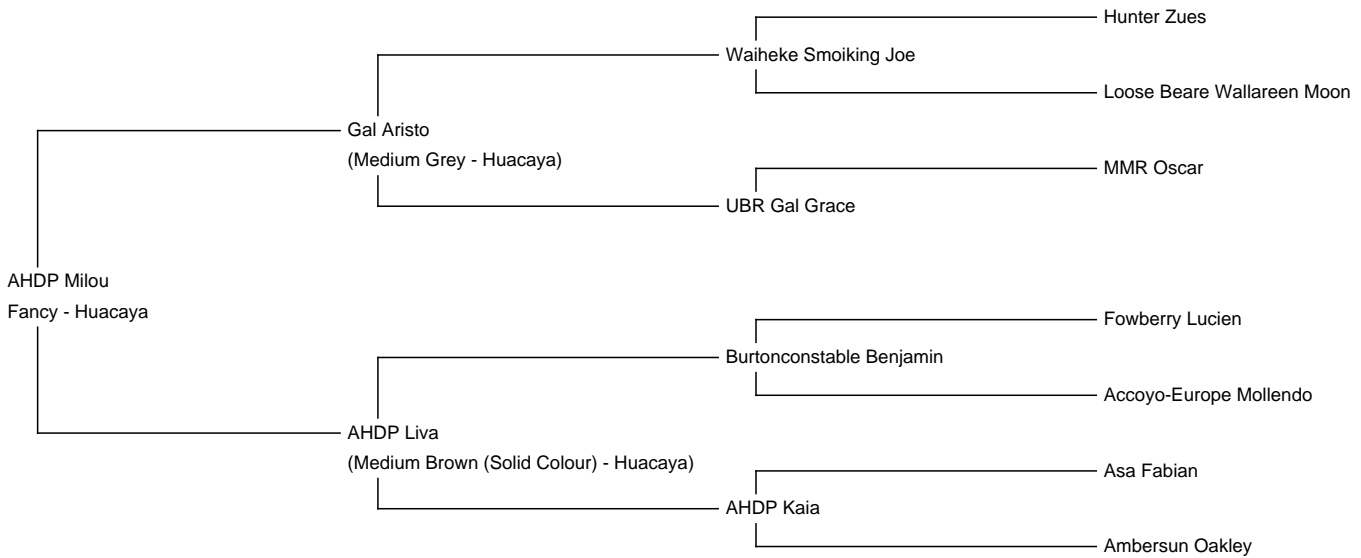 Hunter Zues
Waiheke Smoiking Joe
Loose Beare Wallareen Moon
Gal Aristo
(Medium Grey - Huacaya)
MMR Oscar
UBR Gal Grace
AHDP Milou
Fancy - Huacaya
Fowberry Lucien
Burtonconstable Benjamin
Accoyo-Europe Mollendo
AHDP Liva
(Medium Brown (Solid Colour) - Huacaya)
Asa Fabian
AHDP Kaia
Ambersun Oakley